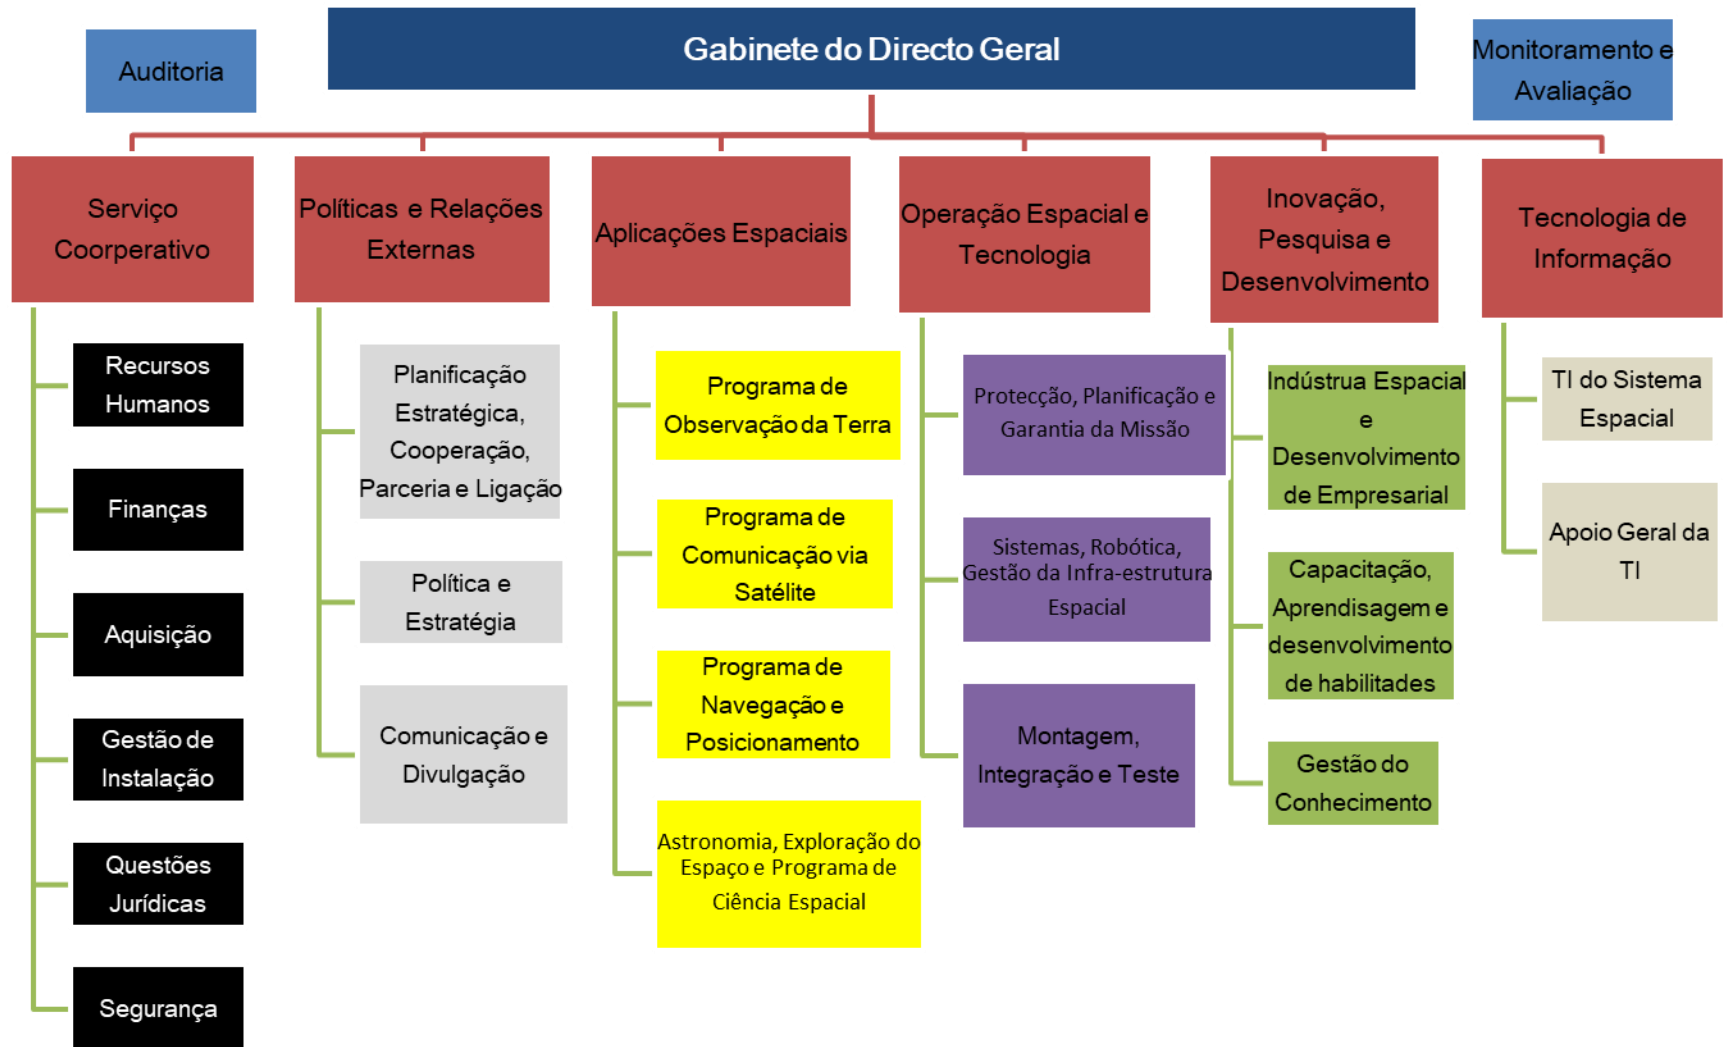 Auditoria
Gabinete do Directo Geral
Monitoramento e
Avaliação
Serviço
Coorperativo
Políticas e Relações
Externas
Aplicações Espaciais
Operação Espacial e
Tecnologia
Inovação,
Pesquisa e
Desenvolvimento
Tecnologia de
Informação
Recursos
Humanos
Finanças
Aquisição
Gestão de
Instalação
Questões
Jurídicas
Segurança
Planificação
Estratégica,
Cooperação,
Parceria e Ligação
Política e
Estratégia
Comunicação e
Divulgação
Programa de
Observação da Terra
Programa de
Comunicação via
Satélite
Programa de
Navegação e
Posicionamento
Astronomia, Exploração do
Espaço e Programa de
Ciência Espacial
Protecção, Planificação e
Garantia da Missão
Sistemas, Robótica,
Gestão da Infra-estrutura
Espacial
Montagem,
Integração e Teste
Indústrua Espacial
e
Desenvolvimento
de Empresarial
Capacitação,
Aprendisagem e
desenvolvimento
de habilitades
Gestão do
Conhecimento
TI do Sistema
Espacial
Apoio Geral da
TI